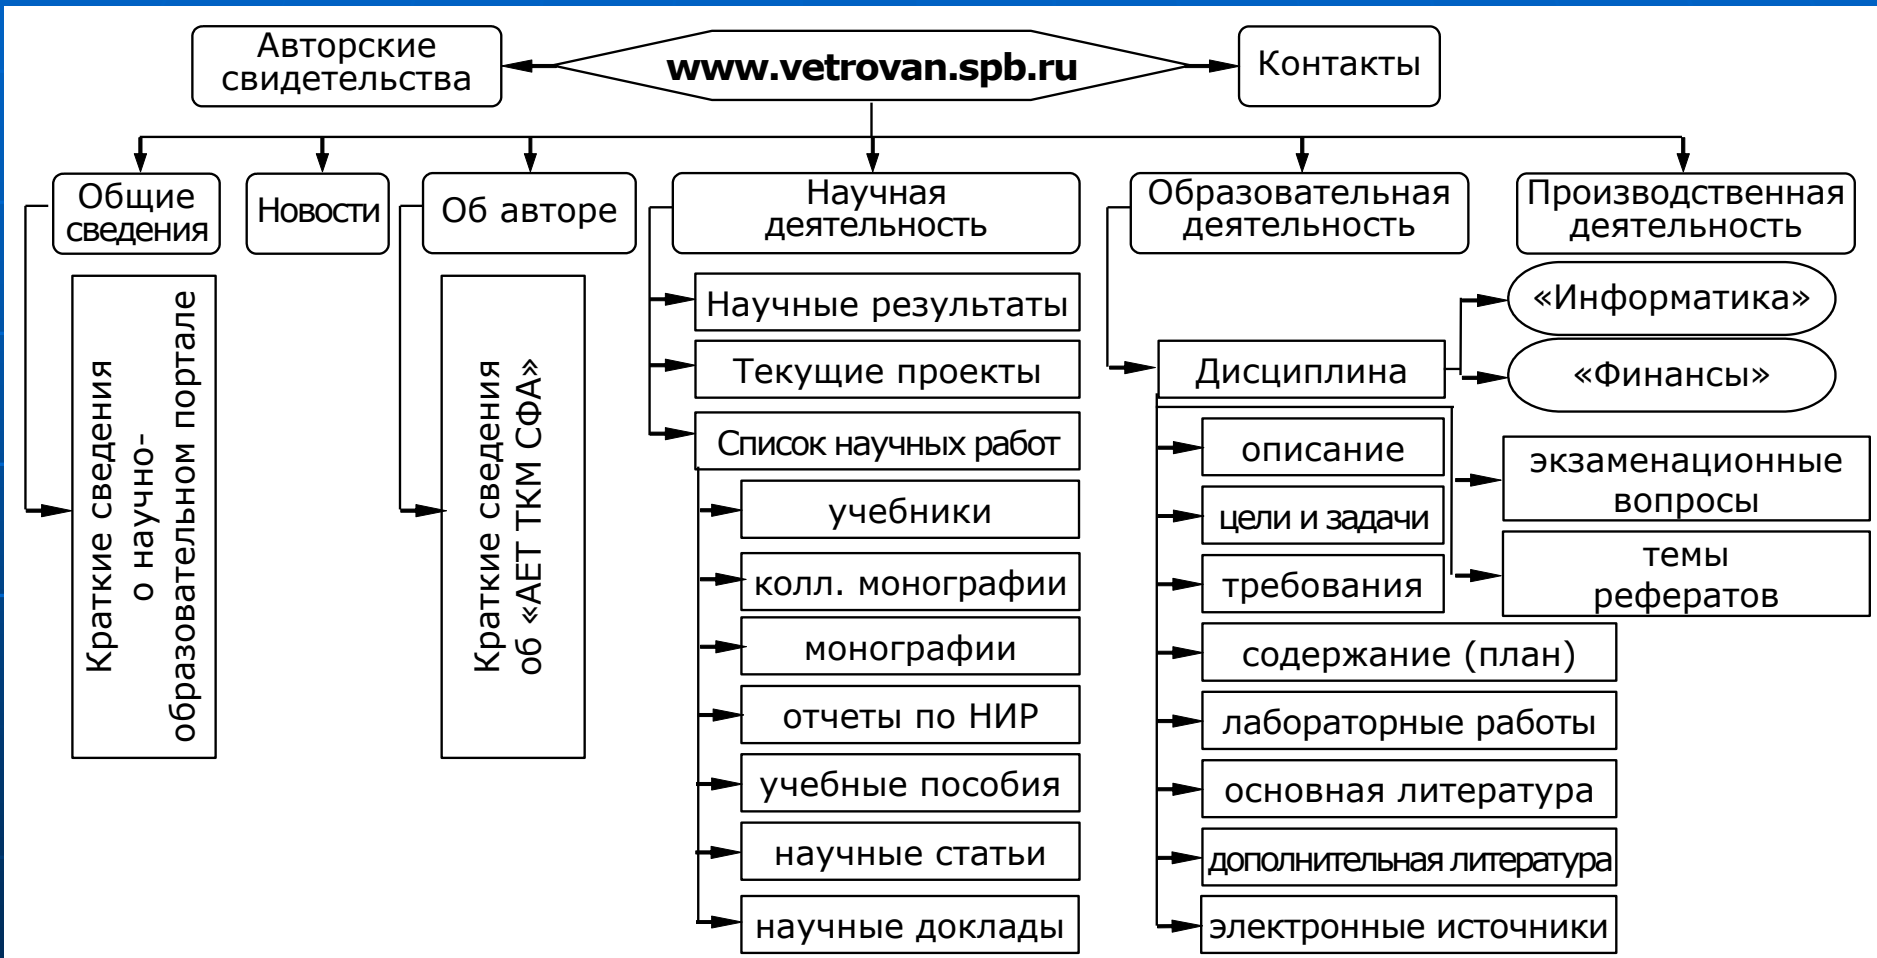 Авторские
свидетельства
www.vetrovan.spb.ru
Контакты
Общие
сведения
Новости
Об авторе
Научная
деятельность
Образовательная
деятельность
Производственная
деятельность
Краткие сведения
о научно-
образовательном портале
Краткие сведения
об «АЕТ ТКМ СФА»
Научные результаты
Текущие проекты
Список научных работ
учебники
колл. монографии
монографии
отчеты по НИР
учебные пособия
научные статьи
научные доклады
Дисциплина
«Информатика»
«Финансы»
описание
цели и задачи
требования
содержание (план)
лабораторные работы
основная литература
дополнительная литература
электронные источники
экзаменационные
вопросы
темы
рефератов